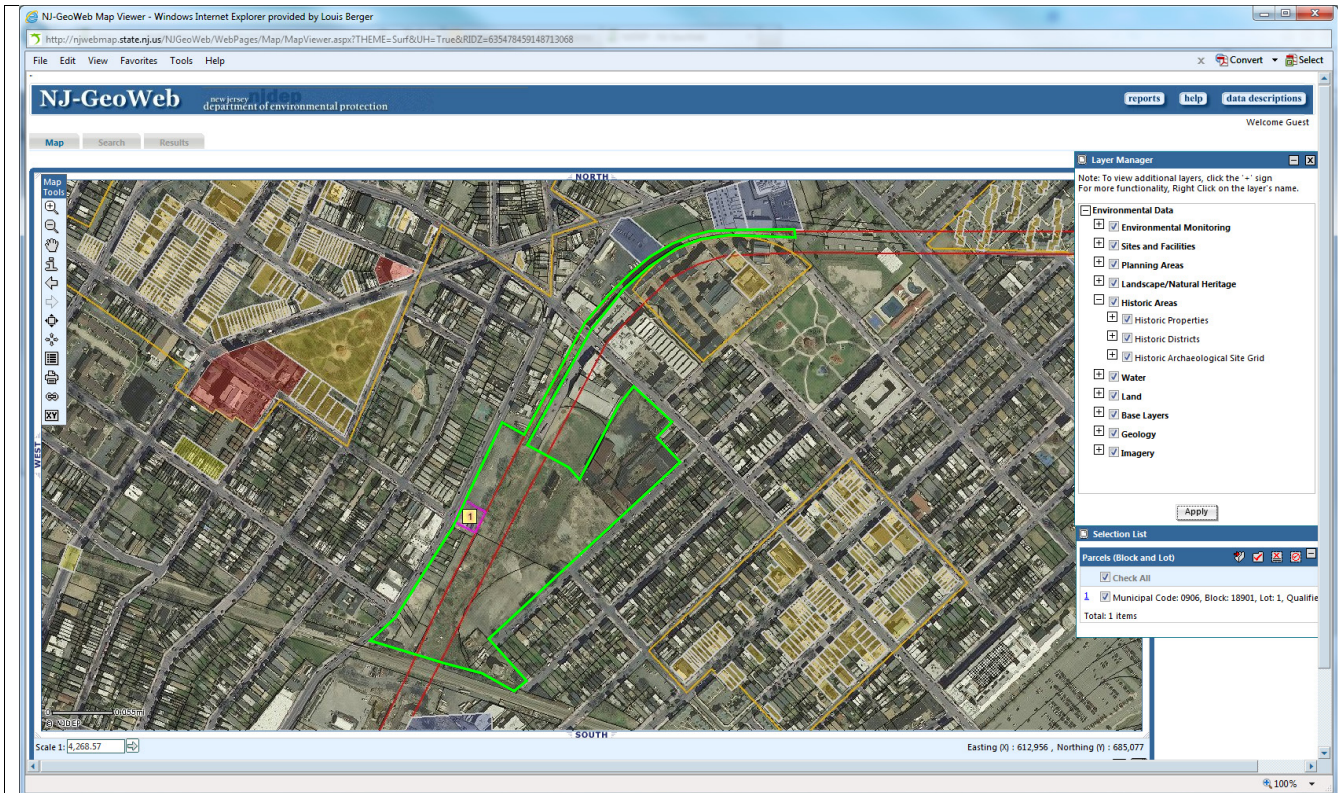 NJ-GeoWeb Map Viewer - Windows Internet Explorer provided by Louis Berger
http://njwebmap.state.nj.us/NJGeoWeb/WebPages/Map/MapViewer.aspx?THEME=Surf&UH=True&RIDZ=635478459148713068
File Edit View Favorites Tools Help
x Convert Select
NJ-GeoWeb new jersey njdep department of environmental protection
reports help data descriptions
Welcome Guest
Map Search Results
Map
Tools
XY
NORTH
WEST
1
0 0.055mi
© NJDEP
SOUTH
Scale 1: 4,268.57
Easting (X) : 612,956 , Northing (Y) : 685,077
Layer Manager
Note: To view additional layers, click the '+' sign
For more functionality, Right Click on the layer's name.
Environmental Data
Environmental Monitoring
Sites and Facilities
Planning Areas
Landscape/Natural Heritage
Historic Areas
Historic Properties
Historic Districts
Historic Archaeological Site Grid
Water
Land
Base Layers
Geology
Imagery
Apply
Selection List
Parcels (Block and Lot)
Check All
1 Municipal Code: 0906, Block: 18901, Lot: 1, Qualifie
Total: 1 items
100%